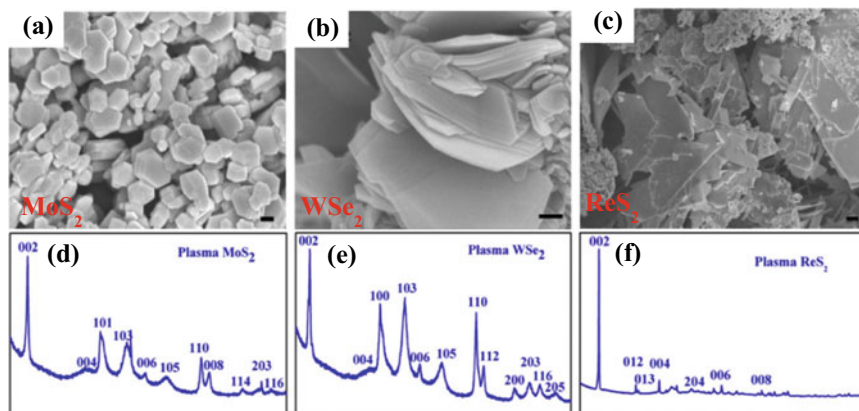 (a)
MoS2
(b)
WSe2
(c)
ReS2
(d)
Plasma MoS2
002
004
101
103
006
105
110
008
114
203
116
(e)
Plasma WSe2
002
004
100
103
006
105
110
112
200
203
116
205
(f)
Plasma ReS2
002
012
013
004
204
006
008